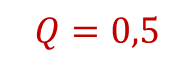 Q = 0,5